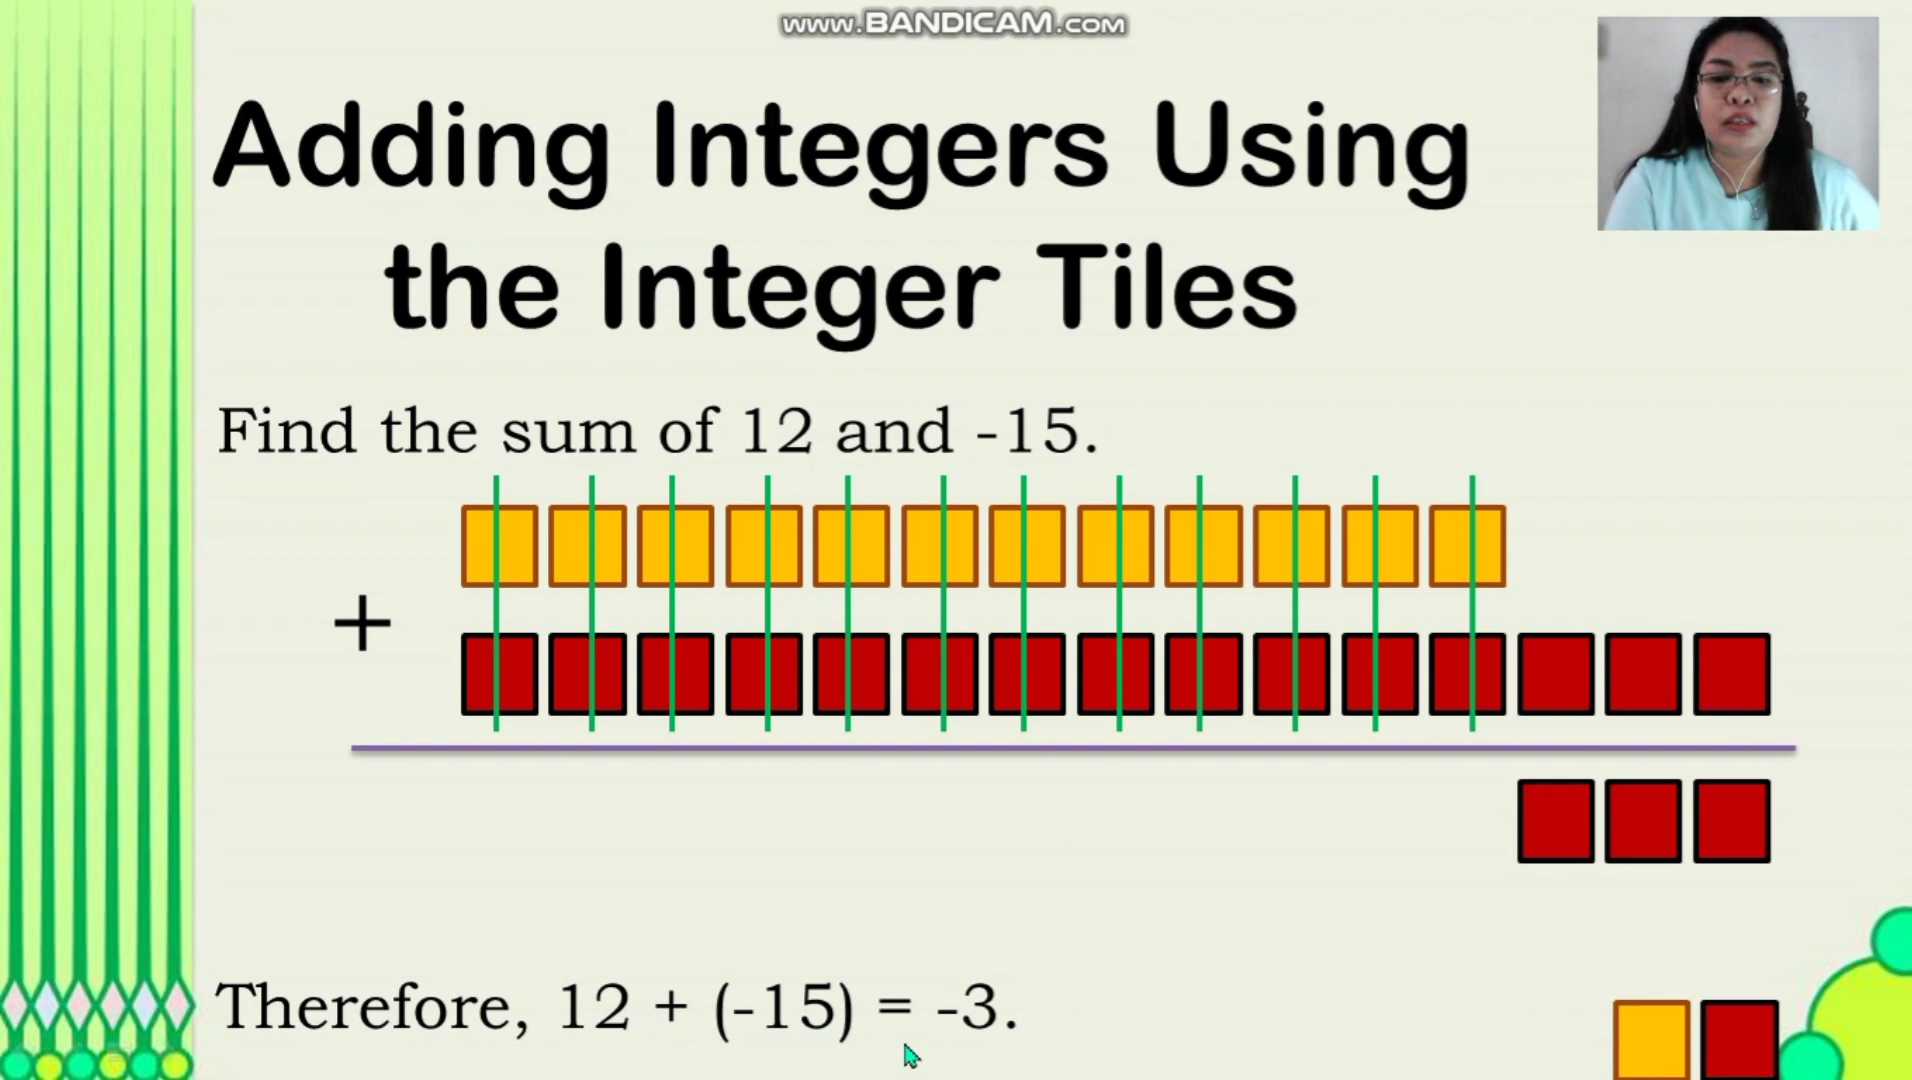 www.BANDICAM.com
Adding Integers Using
the Integer Tiles
Find the sum of 12 and -15.
+
Therefore, 12 + (-15) = -3.